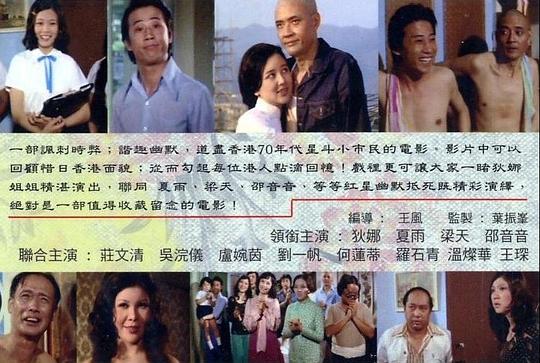 一部諷刺時弊；諧趣幽默，道盡香港70年代星斗小市民的電影。影片中可以
回顧惜日香港面貌；從而勾起每位港人點滴回憶！戲裡更可讓大家一睹狄娜
姐姐精湛演出，聯同 夏雨，梁天，邵音音，等等紅星幽默抵死既精彩演繹，
絕對是一部值得收藏留念的電影！
編導： 王風 監製：葉振峯
領銜主演： 狄娜 夏雨 梁天 邵音音
聯合主演： 莊文清 吳浣儀 盧婉茵 劉一帆 何蓮蒂 羅石青 溫燦華 王琛